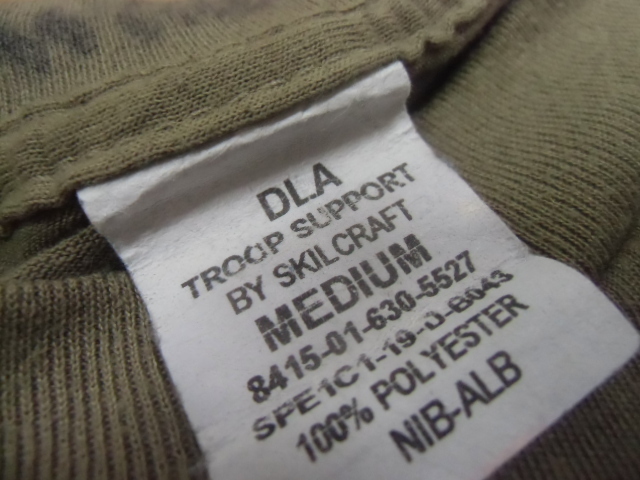 DLA
TROOP SUPPORT
BY SKILCRAFT
MEDIUM
8415-01-630-5527
SPE1C1-19-D-B043
100% POLYESTER
NIB-ALB